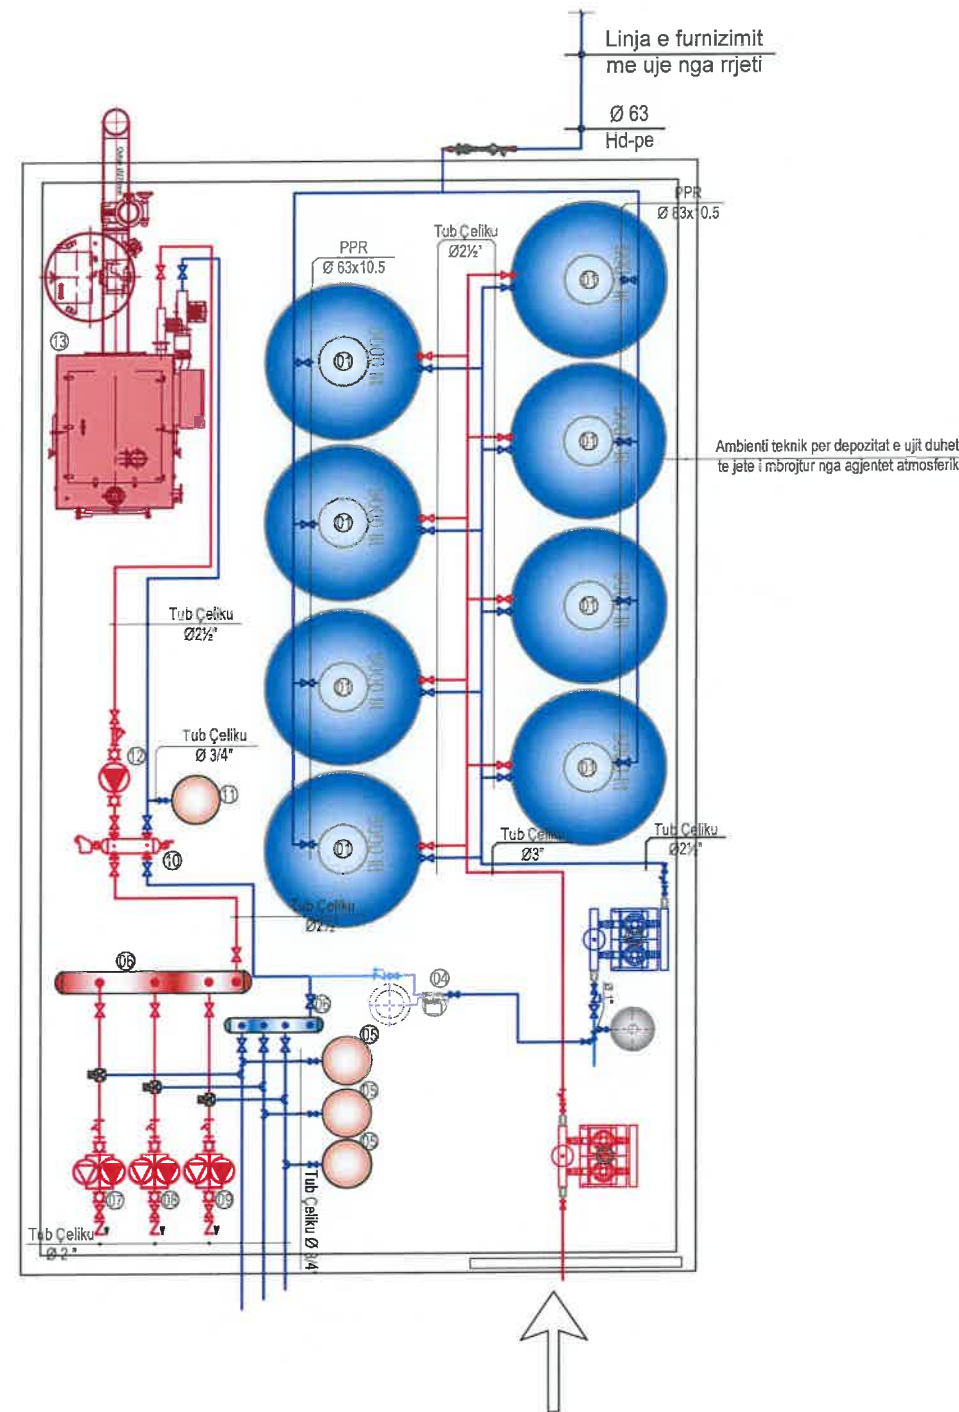 Linja e furnizimit
me uje nga rrjeti
Ø 63
Hd-pe
PPR
Ø 63x10.5
Tub Çeliku
Ø2½"
PPR
Ø 63x10.5
01
01
01
01
01
01
01
01
13
Ambienti teknik per depozitat e ujit duhet
te jete i mbrojtur nga agjentet atmosferik
Tub Çeliku
Ø2½"
Tub Çeliku
Ø 3/4"
12
11
10
Tub Çeliku
Ø3"
Tub Çeliku
Ø2½"
Tub Çeliku
Ø2½"
06
04
06
Ø 1"
05
05
05
07
08
09
Tub Çeliku
Ø 2"
Tub Çeliku Ø 3/4"